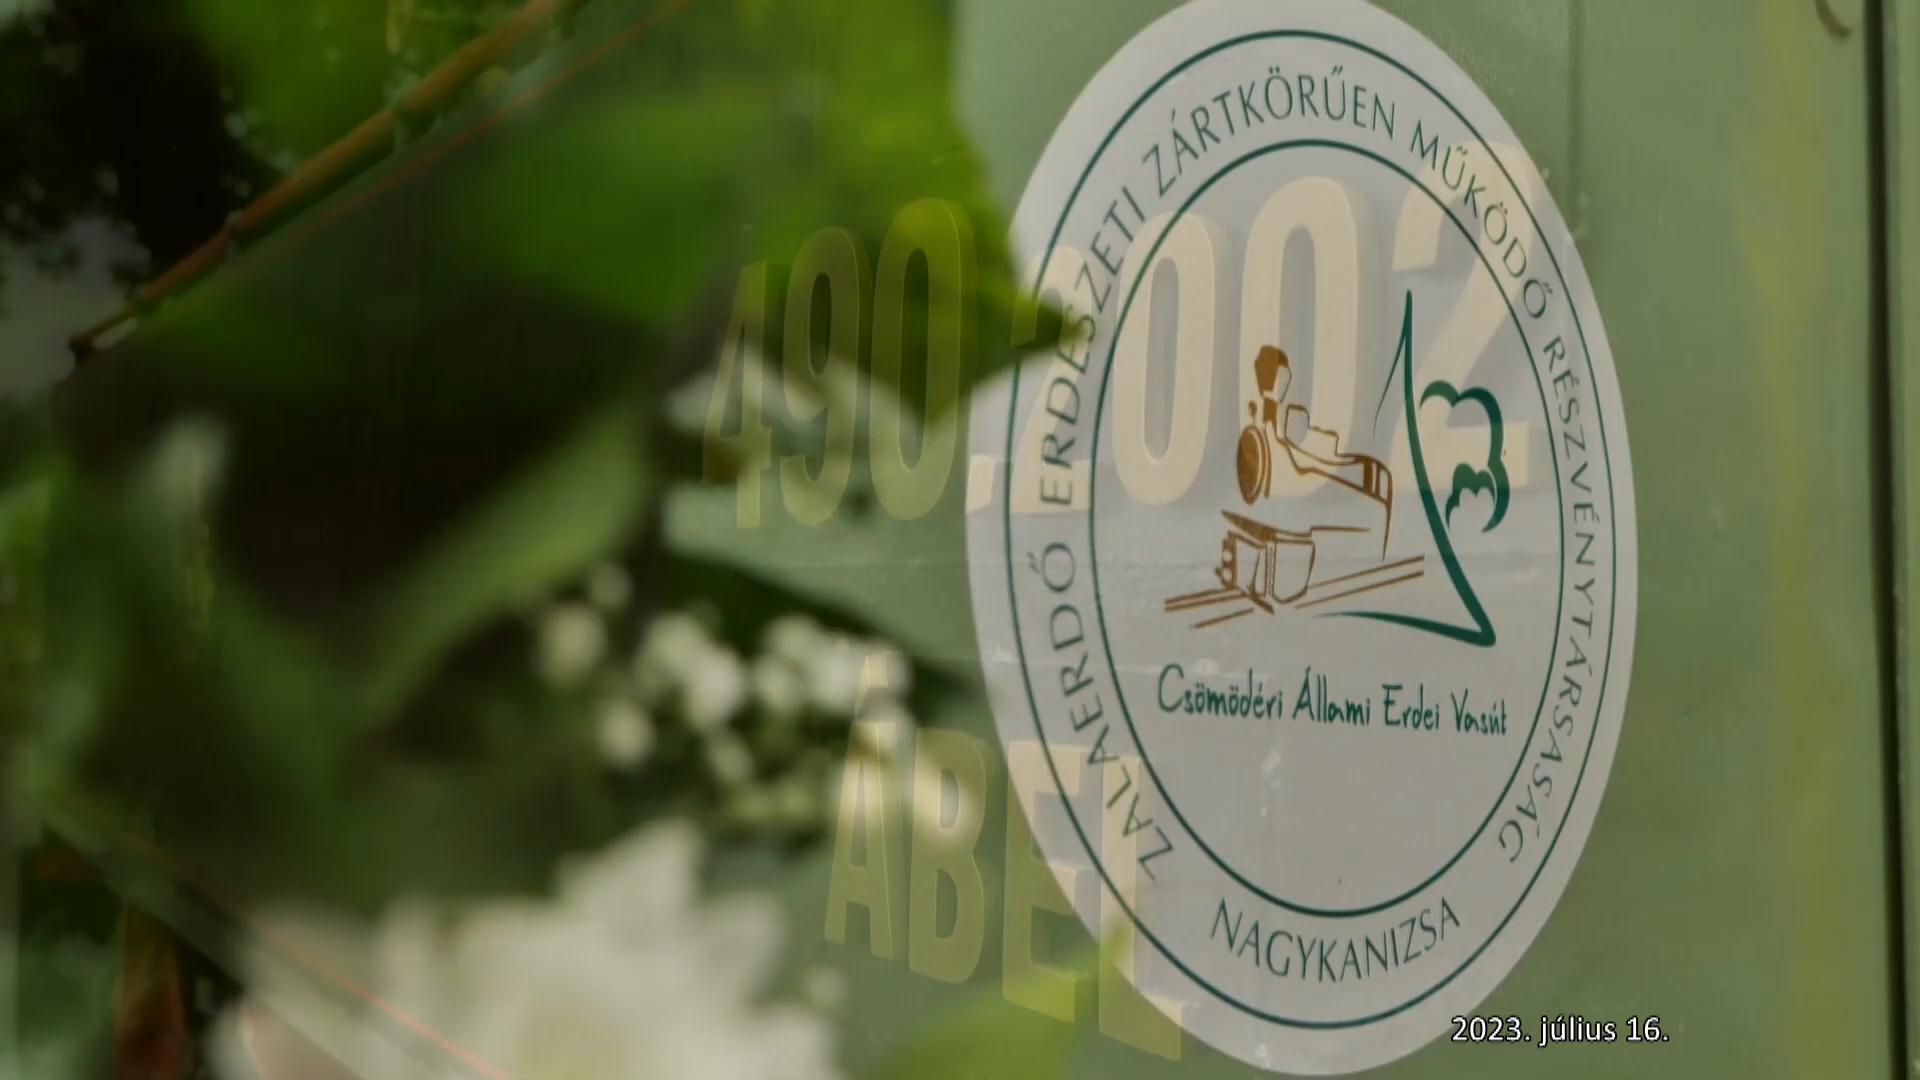 490,2002
ZALAERDŐ ERDÉSZETI ZÁRTKÖRŰEN MŰKÖDŐ RÉSZVÉNYTÁRSASÁG
Csömödéri Állami Erdei Vasút
ÁBEL
NAGYKANIZSA
2023. július 16.